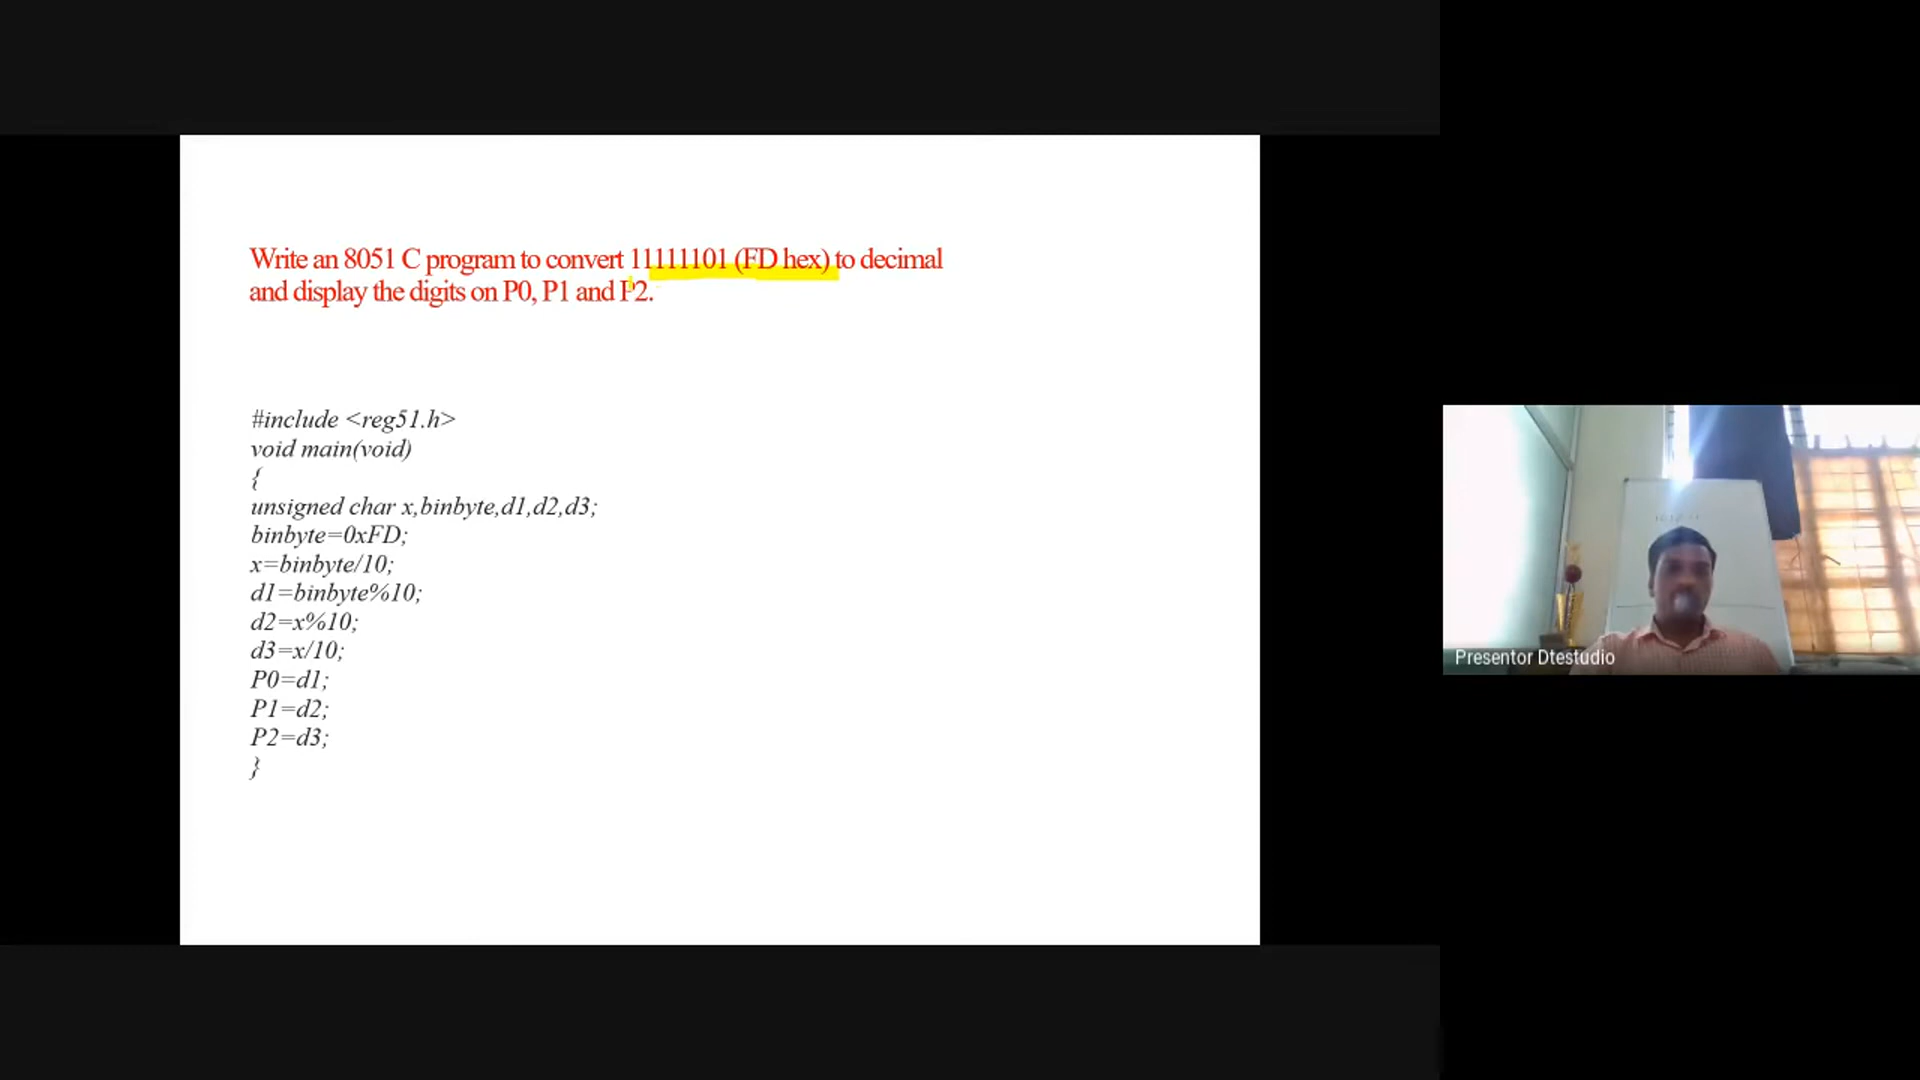 Write an 8051 C program to convert 11111101 (FD hex) to decimal
and display the digits on P0, P1 and P2.
#include <reg51.h>
void main(void)
{
unsigned char x,binbyte,d1,d2,d3;
binbyte=0xFD;
x=binbyte/10;
d1=binbyte%10;
d2=x%10;
d3=x/10;
P0=d1;
P1=d2;
P2=d3;
}
Presentor Dtestudio